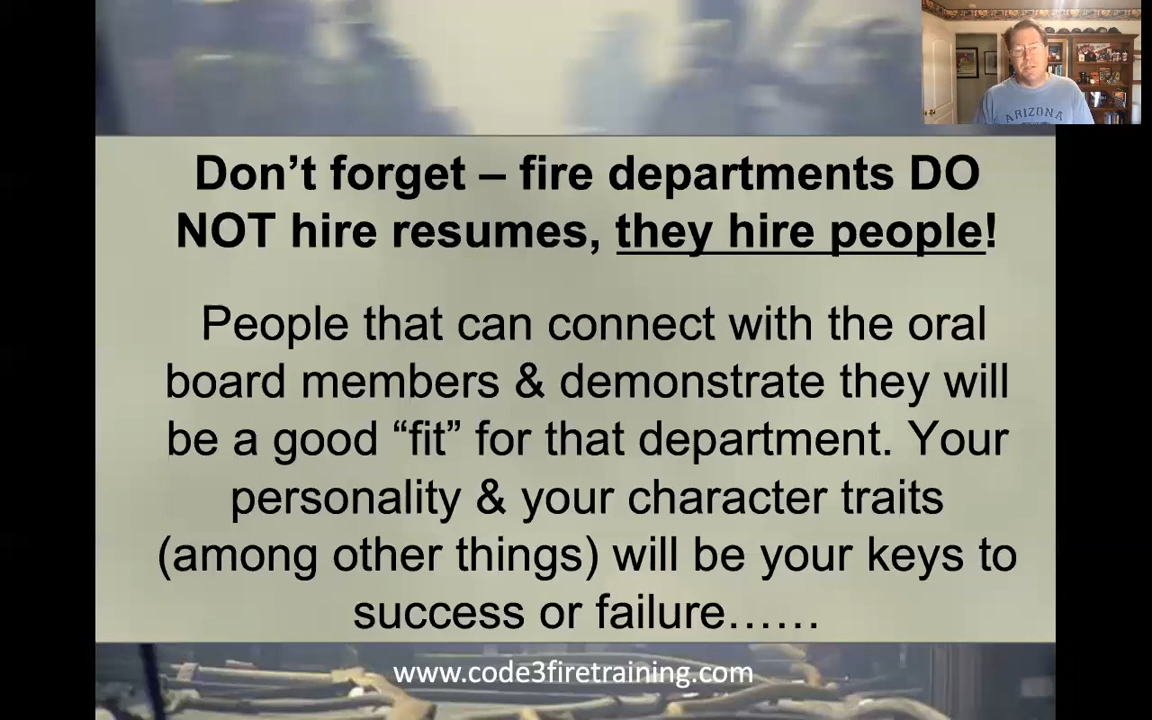 ARIZONA
Don’t forget – fire departments DO
NOT hire resumes, they hire people!
People that can connect with the oral
board members & demonstrate they will
be a good “fit” for that department. Your
personality & your character traits
(among other things) will be your keys to
success or failure……
www.code3firetraining.com